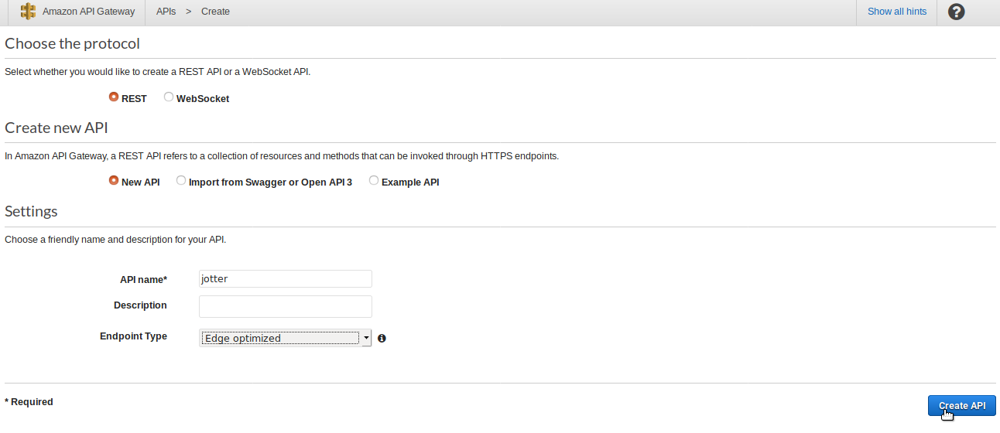 Amazon API Gateway APIs > Create Show all hints ?
Choose the protocol
Select whether you would like to create a REST API or a WebSocket API.
REST WebSocket
Create new API
In Amazon API Gateway, a REST API refers to a collection of resources and methods that can be invoked through HTTPS endpoints.
New API Import from Swagger or Open API 3 Example API
Settings
Choose a friendly name and description for your API.
API name* jotter
Description
Endpoint Type Edge optimized i
* Required Create API